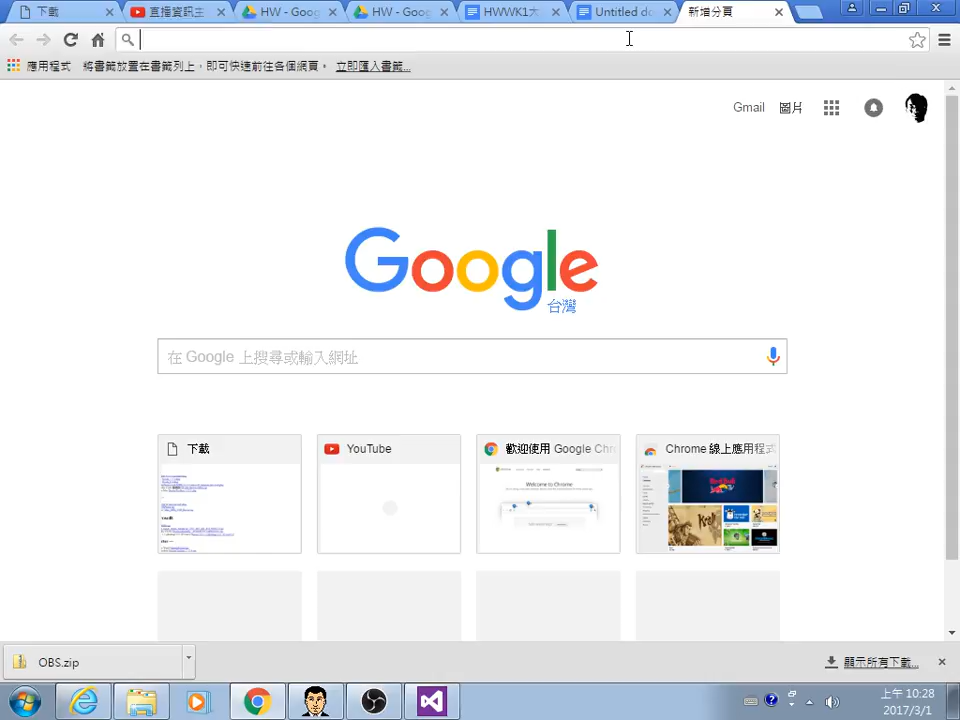 下載
直播資訊主
HW - Goog
HW - Goog
HWWK1大
Untitled do
新增分頁
應用程式
將書籤放置在書籤列上，即可快速前往各個網頁。
立即匯入書籤...
Gmail
圖片
Google
台灣
在 Google 上搜尋或輸入網址
下載
YouTube
歡迎使用 Google Chr
Chrome 線上應用程式
Welcome to Chrome
OBS.zip
顯示所有下載...
上午 10:28
2017/3/1